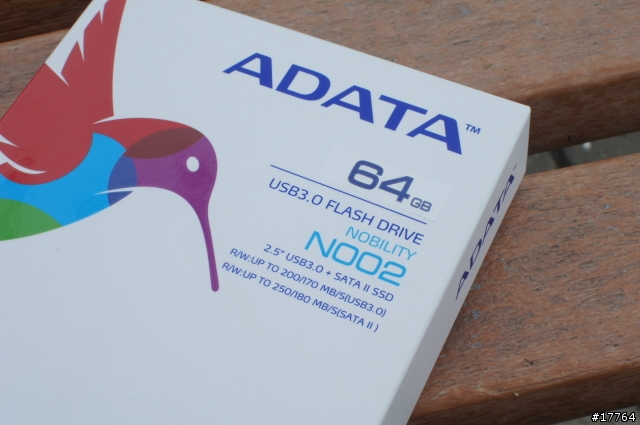 ADATA™
64GB
USB3.0 FLASH DRIVE
NOBILITY
N002
2.5" USB3.0 + SATA II SSD
R/W:UP TO 200/170 MB/S(USB3.0)
R/W:UP TO 250/180 MB/S(SATA II )
ADATA™
#17764